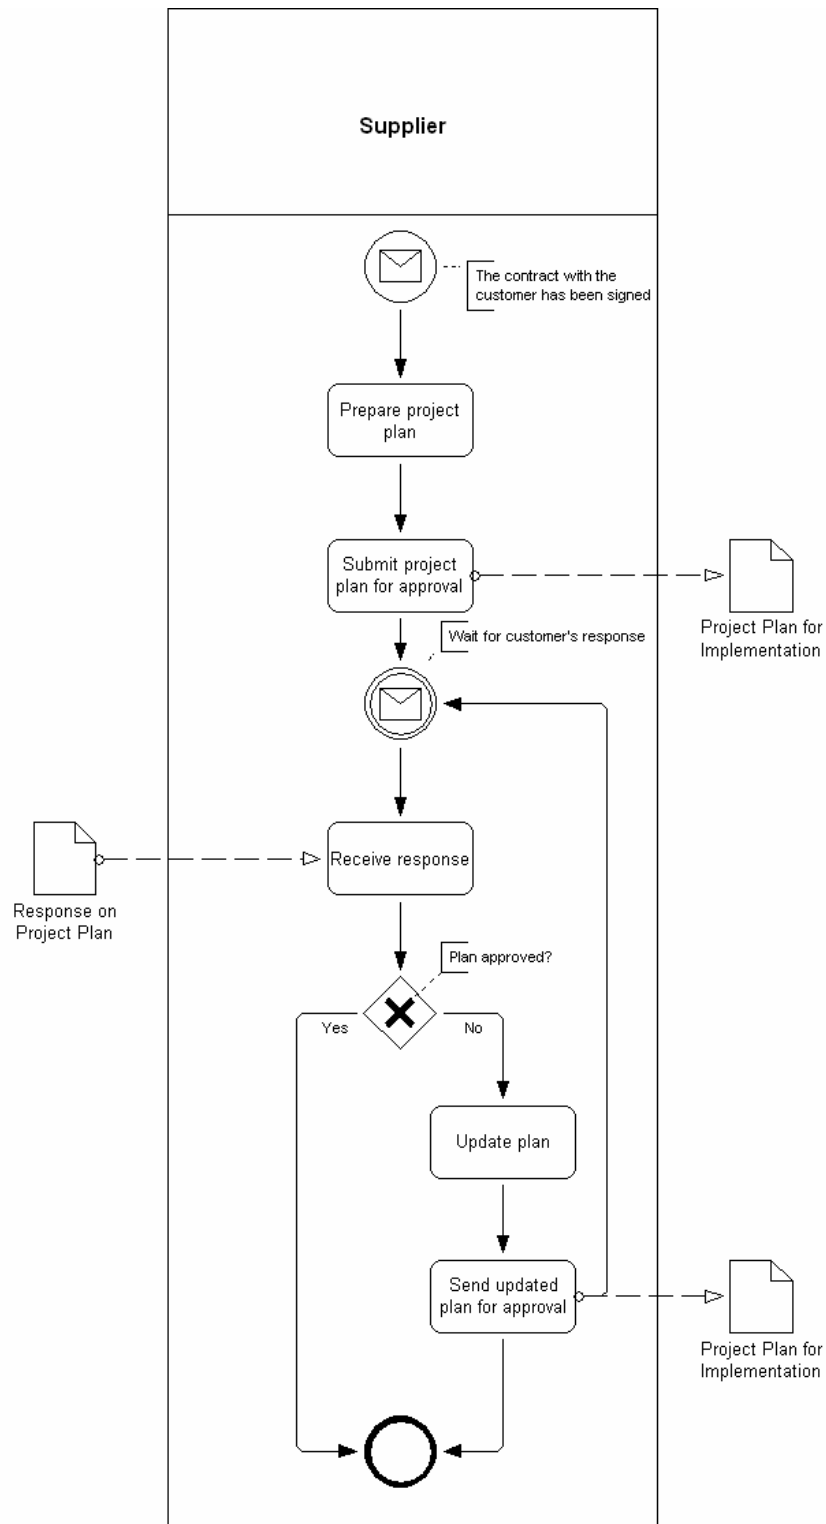 Supplier
The contract with the
customer has been signed
Prepare project
plan
Submit project
plan for approval
Project Plan for
Implementation
Wait for customer's response
Receive response
Response on
Project Plan
Plan approved?
Yes
No
Update plan
Send updated
plan for approval
Project Plan for
Implementation